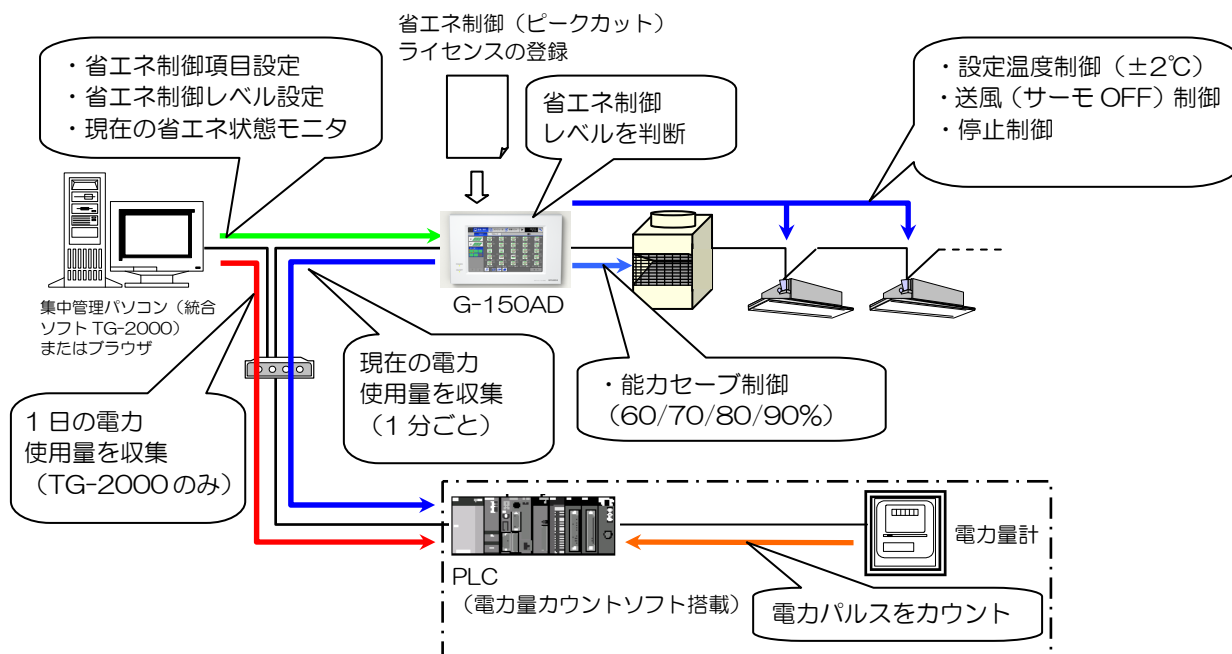 省エネ制御（ピークカット）
ライセンスの登録
・省エネ制御項目設定
・省エネ制御レベル設定
・現在の省エネ状態モニタ
省エネ制御
レベルを判断
・設定温度制御（±2℃）
・送風（サーモ OFF）制御
・停止制御
集中管理パソコン（統合
ソフト TG-2000）
またはブラウザ
G-150AD
1 日の電力
使用量を収集
（TG-2000 のみ）
現在の電力
使用量を収集
（1 分ごと）
・能力セーブ制御
（60/70/80/90%）
PLC
（電力量カウントソフト搭載）
電力量計
電力パルスをカウント